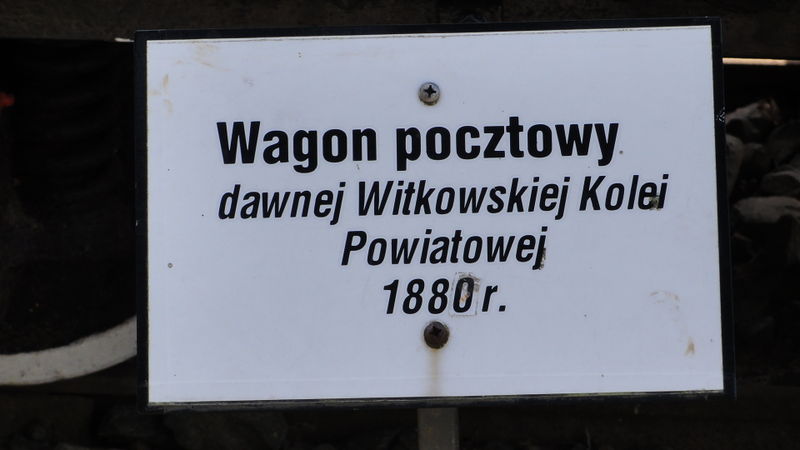 Wagon pocztowy
dawnej Witkowskiej Kolei
Powiatowej
1880 r.